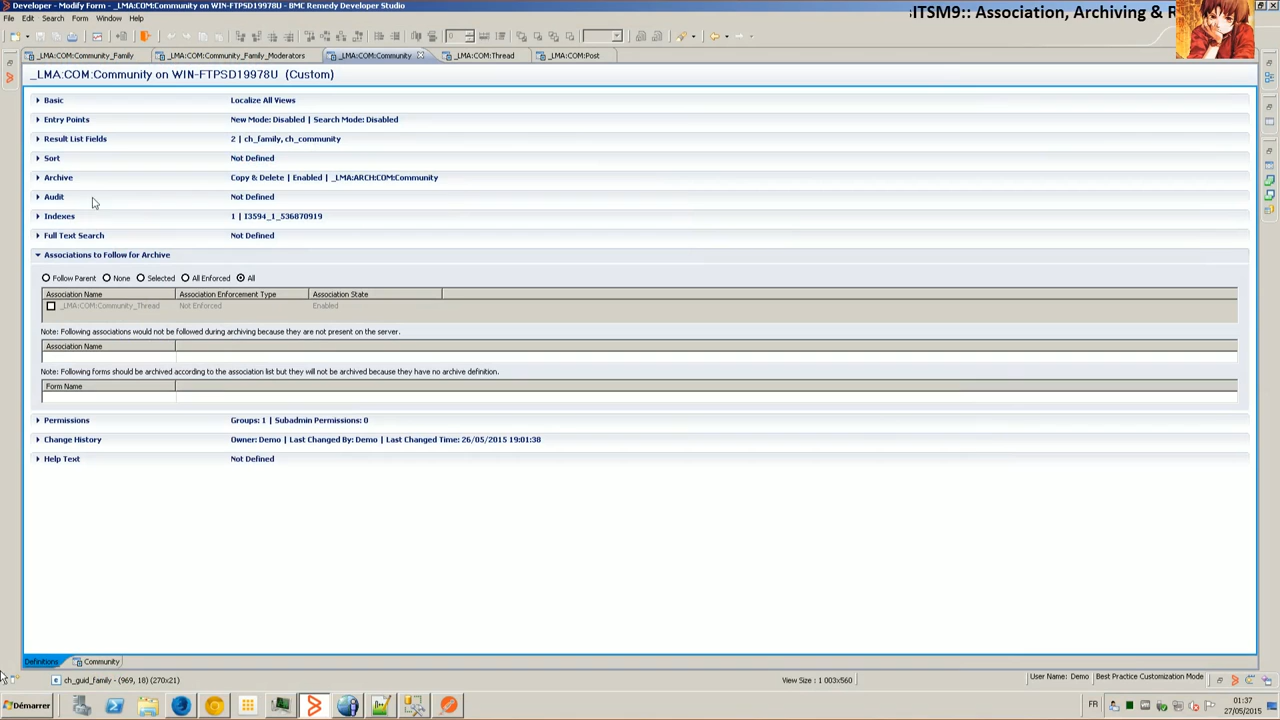 Developer - Modify Form - _LMA:COM:Community on WIN-FTPSD19978U - BMC Remedy Developer Studio
ITSM9:: Association, Archiving & R
File Edit Search Form Window Help
_LMA:COM:Community_Family _LMA:COM:Community_Family_Moderators _LMA:COM:Community _LMA:COM:Thread _LMA:COM:Post
_LMA:COM:Community on WIN-FTPSD19978U (Custom)
Basic Localize All Views
Entry Points New Mode: Disabled | Search Mode: Disabled
Result List Fields 2 | ch_family, ch_community
Sort Not Defined
Archive Copy & Delete | Enabled | _LMA:ARCH:COM:Community
Audit Not Defined
Indexes 1 | I3594_1_536870919
Full Text Search Not Defined
Associations to Follow for Archive
Follow Parent None Selected All Enforced All
Association Name Association Enforcement Type Association State
_LMA:COM:Community_Thread Not Enforced Enabled
Note: Following associations would not be followed during archiving because they are not present on the server.
Association Name
Note: Following forms should be archived according to the association list but they will not be archived because they have no archive definition.
Form Name
Permissions Groups: 1 | Subadmin Permissions: 0
Change History Owner: Demo | Last Changed By: Demo | Last Changed Time: 26/05/2015 19:01:38
Help Text Not Defined
Definitions Community
ch_guid_family - (969, 18) (270x21) View Size : 1 003x560 User Name: Demo Best Practice Customization Mode
Démarrer FR 01:37
27/05/2015